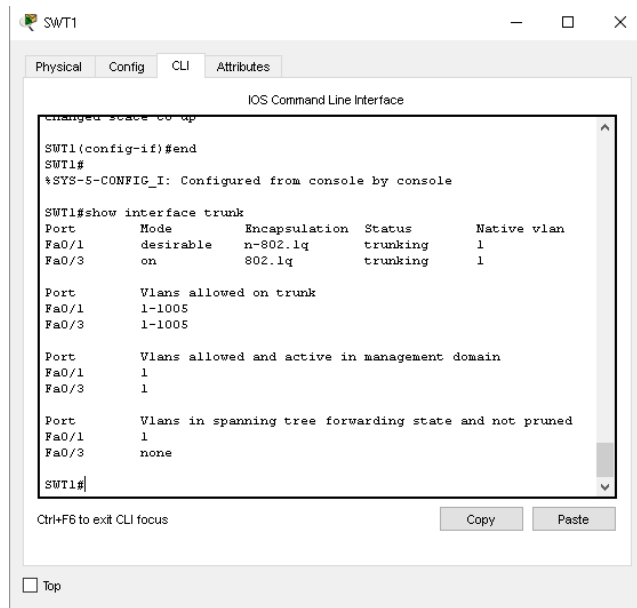 SWT1
Physical Config CLI Attributes
IOS Command Line Interface
changed state to up
SWT1(config-if)#end
SWT1#
%SYS-5-CONFIG_I: Configured from console by console
SWT1#show interface trunk
Port Mode Encapsulation Status Native vlan
Fa0/1 desirable n-802.1q trunking 1
Fa0/3 on 802.1q trunking 1
Port Vlans allowed on trunk
Fa0/1 1-1005
Fa0/3 1-1005
Port Vlans allowed and active in management domain
Fa0/1 1
Fa0/3 1
Port Vlans in spanning tree forwarding state and not pruned
Fa0/1 1
Fa0/3 none
SWT1#
Ctrl+F6 to exit CLI focus
Copy Paste
Top